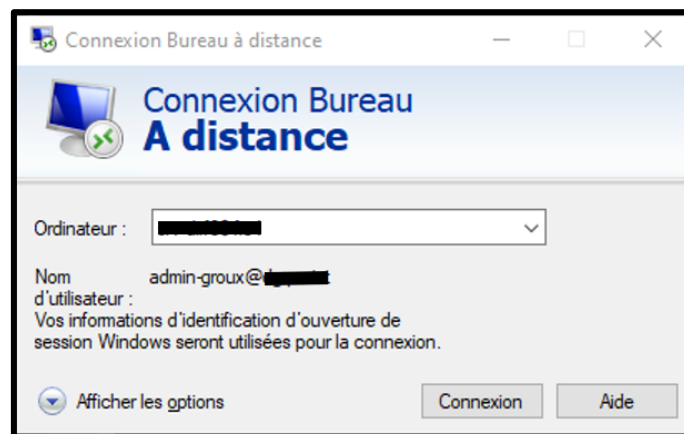 Connexion Bureau à distance
Connexion Bureau
A distance
Ordinateur :
Nom
d'utilisateur :
admin-groux@
Vos informations d'identification d'ouverture de
session Windows seront utilisées pour la connexion.
Afficher les options
Connexion
Aide